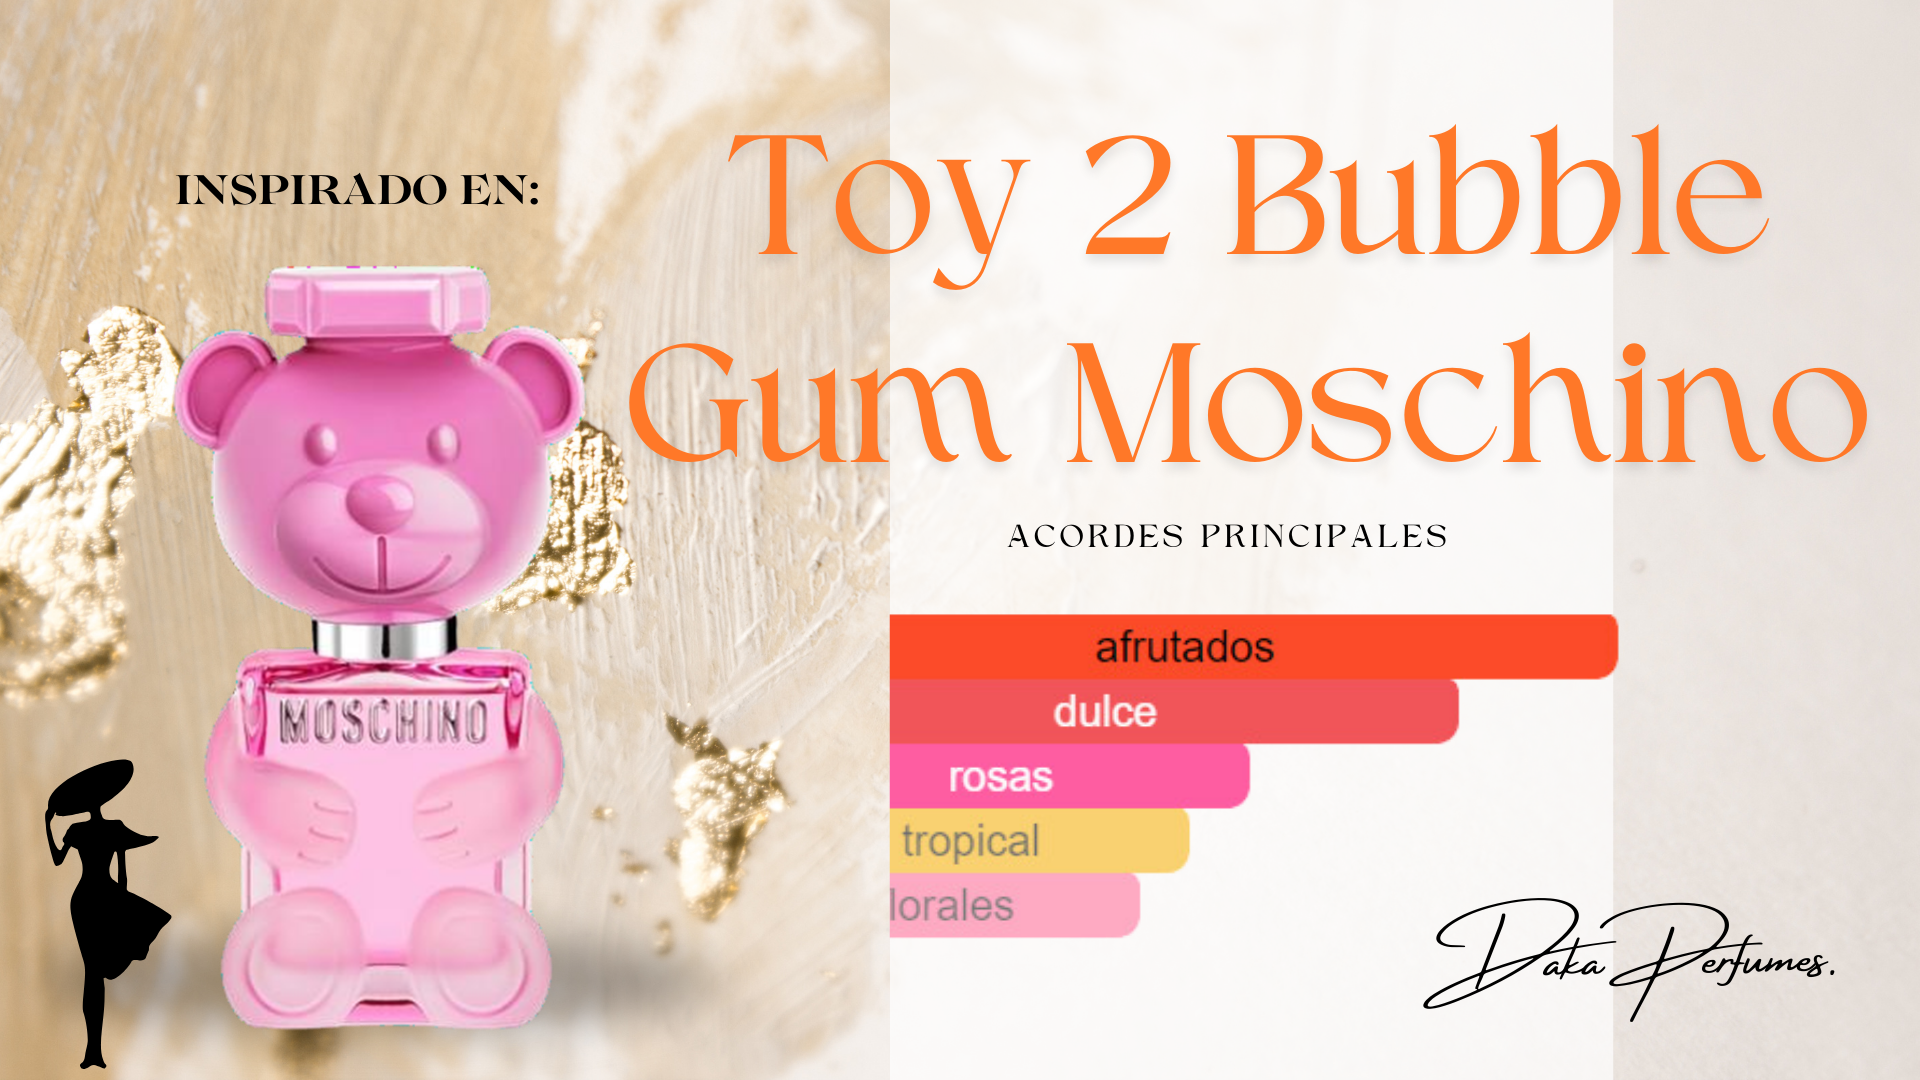 INSPIRADO EN:
Toy 2 Bubble
Gum Moschino
ACORDES PRINCIPALES
afrutados
dulce
rosas
tropical
lorales
MOSCHINO
Daka Perfumes.